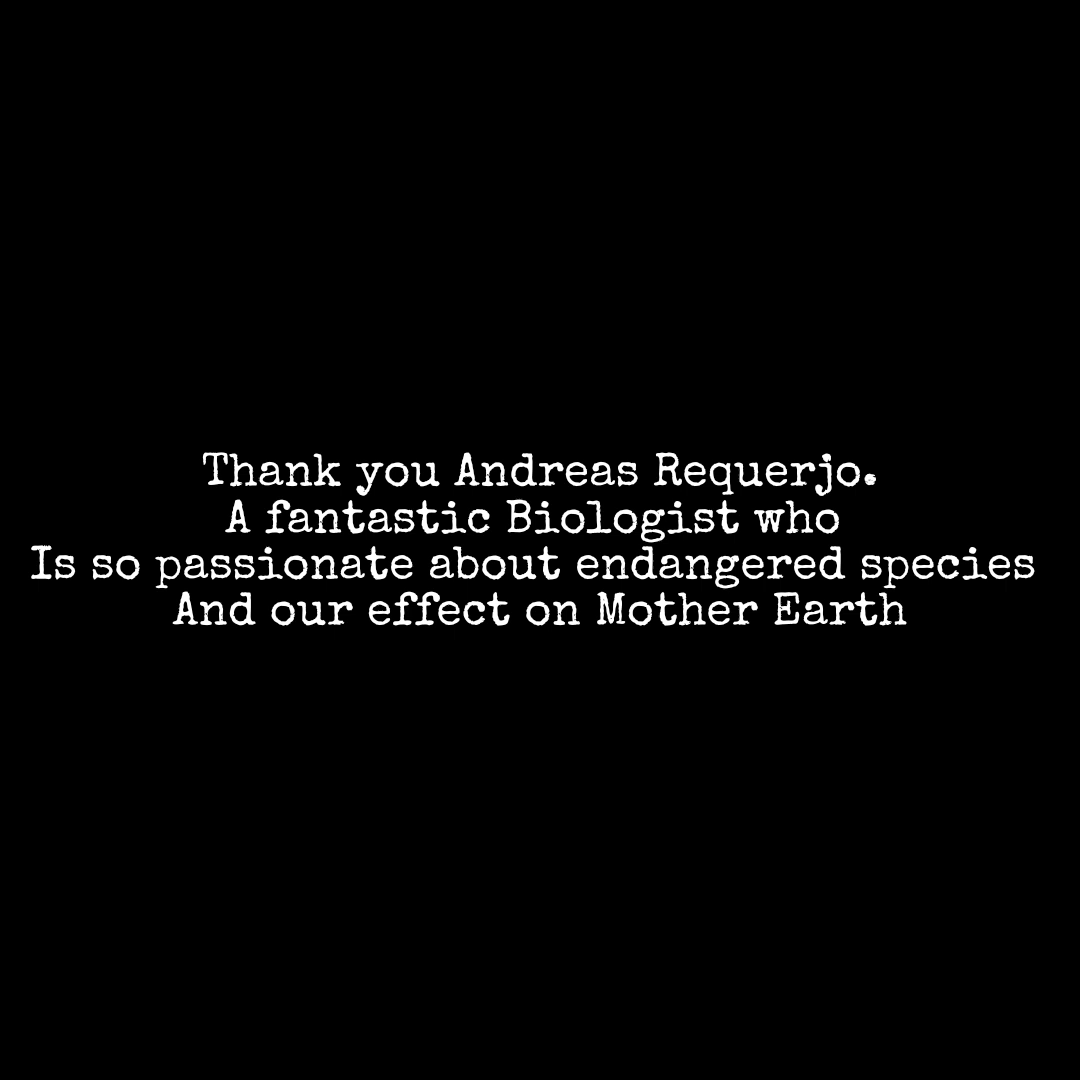 Thank you Andreas Requerjo.
A fantastic Biologist who
Is so passionate about endangered species
And our effect on Mother Earth